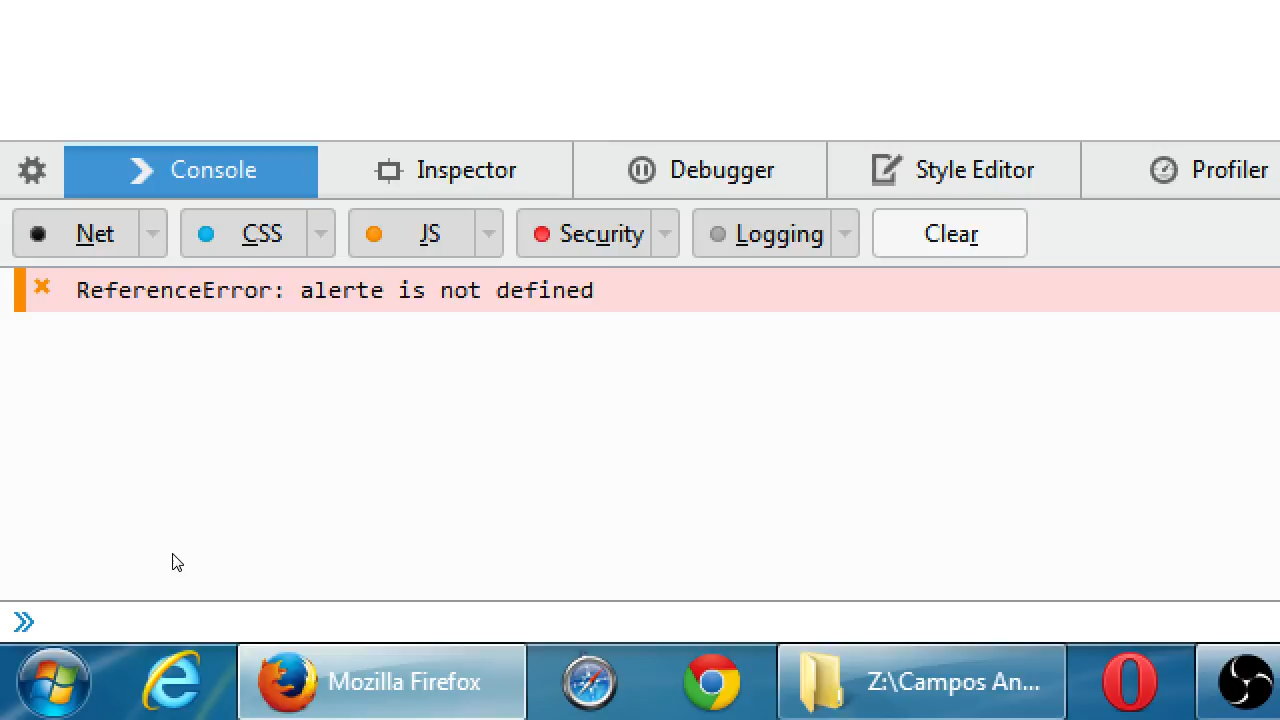 Console Inspector Debugger Style Editor Profiler
Net CSS JS Security Logging Clear
ReferenceError: alerte is not defined
Mozilla Firefox Z:\Campos An...